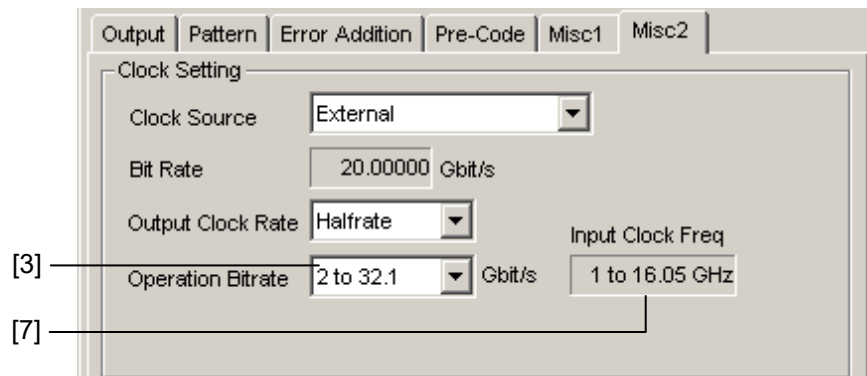 Output Pattern Error Addition Pre-Code Misc1 Misc2
Clock Setting
Clock Source External
Bit Rate 20.00000 Gbit/s
Output Clock Rate Halfrate
Input Clock Freq
[3] Operation Bitrate 2 to 32.1 Gbit/s 1 to 16.05 GHz
[7]